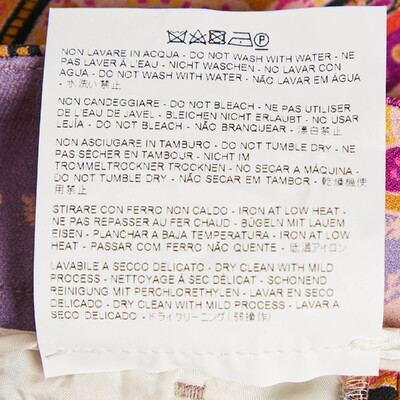 NON LAVARE IN ACQUA - DO NOT WASH WITH WATER - NE
PAS LAVER À L'EAU - NICHT WASCHEN - NO LAVAR CON
AGUA - DO NOT WASH WITH WATER - NÃO LAVAR EM ÁGUA
- 水洗い禁止
NON CANDEGGIARE - DO NOT BLEACH - NE PAS UTILISER
DE L'EAU DE JAVEL - BLEICHEN NICHT ERLAUBT - NO USAR
LEJÍA - DO NOT BLEACH - NÃO BRANQUEAR - 漂白禁止
NON ASCIUGARE IN TAMBURO - DO NOT TUMBLE DRY - NE
PAS SÉCHER EN TAMBOUR - NICHT IM
TROMMELTROCKNER TROCKNEN - NO SECAR A MÁQUINA -
DO NOT TUMBLE DRY - NÃO SECAR EM TAMBOR - 乾燥機使
用禁止
STIRARE CON FERRO NON CALDO - IRON AT LOW HEAT -
NE PAS REPASSER AU FER CHAUD - BÜGELN MIT LAUEM
EISEN - PLANCHAR A BAJA TEMPERATURA - IRON AT LOW
HEAT - PASSAR COM FERRO NÃO QUENTE - 低温アイロン
LAVABILE A SECCO DELICATO - DRY CLEAN WITH MILD
PROCESS - NETTOYAGE À SEC DÉLICAT - SCHONEND
REINIGUNG MIT PERCHLORETHYLEN - LAVAR EN SECO
DELICADO - DRY CLEAN WITH MILD PROCESS - LAVAR A
SECO DELICADO - ドライクリーニング(弱操作)